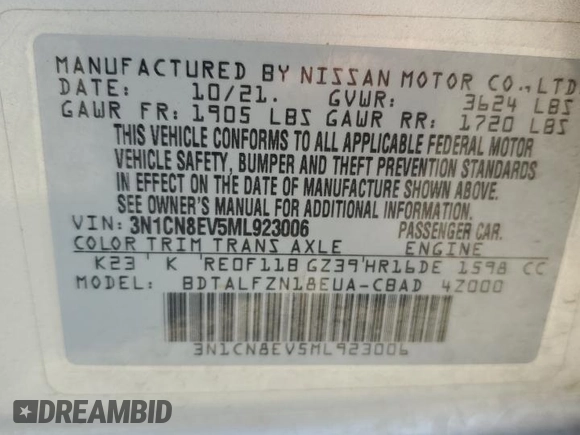 MANUFACTURED BY NISSAN MOTOR CO.,LTD
DATE: 10/21. GVWR: 3624 LBS
GAWR FR: 1905 LBS GAWR RR: 1720 LBS
THIS VEHICLE CONFORMS TO ALL APPLICABLE FEDERAL MOTOR
VEHICLE SAFETY, BUMPER AND THEFT PREVENTION STANDARDS
IN EFFECT ON THE DATE OF MANUFACTURE SHOWN ABOVE.
SEE OWNER'S MANUAL FOR ADDITIONAL INFORMATION.
VIN: 3N1CN8EV5ML923006 PASSENGER CAR.
COLOR TRIM TRANS AXLE ENGINE
K23 ' K ' RE0F11B GZ39 ' HR16DE 1598 CC
MODEL: BDTALFZN18EUA-CBAD 4Z000
3N1CN8EV5ML923006
DREAMBID